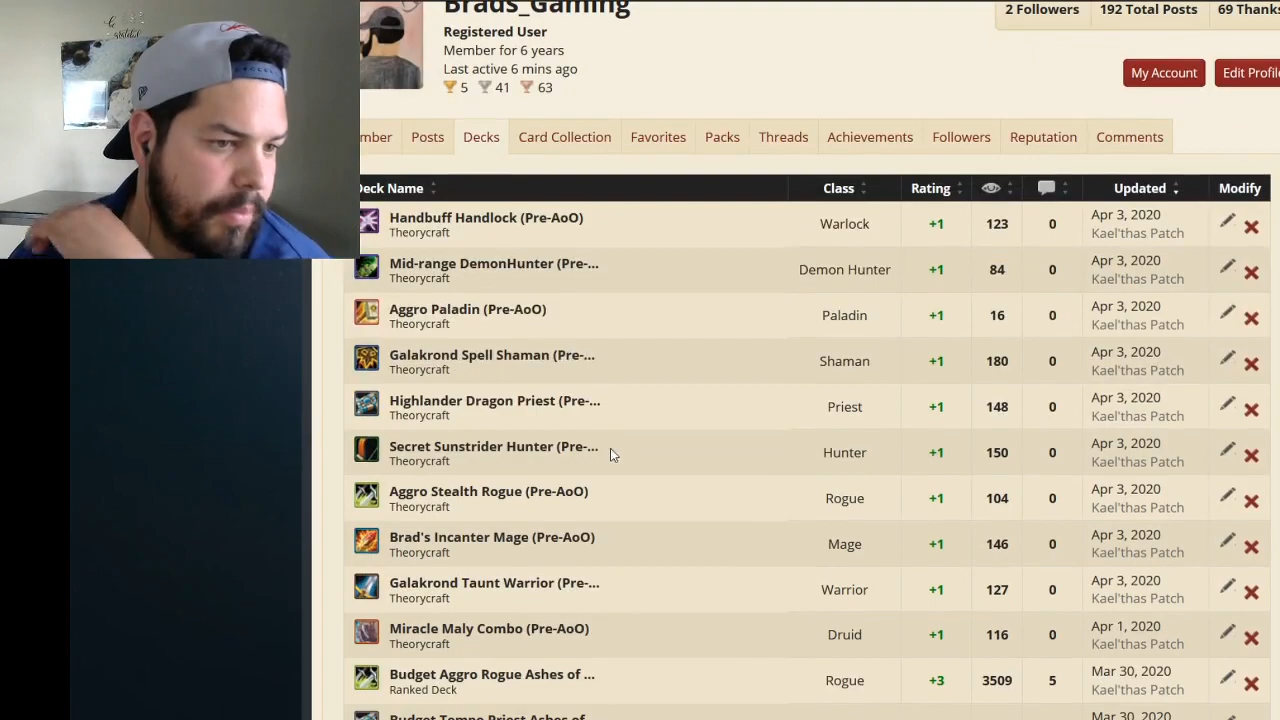 Brads_Gaming
Registered User
Member for 6 years
Last active 6 mins ago
5 41 63
2 Followers 192 Total Posts 69 Thanks
My Account Edit Profile
mber Posts Decks Card Collection Favorites Packs Threads Achievements Followers Reputation Comments
Deck Name Class Rating Updated Modify
Handbuff Handlock (Pre-AoO) Warlock +1 123 0 Apr 3, 2020
Theorycraft Kael'thas Patch
Mid-range DemonHunter (Pre-... Demon Hunter +1 84 0 Apr 3, 2020
Theorycraft Kael'thas Patch
Aggro Paladin (Pre-AoO) Paladin +1 16 0 Apr 3, 2020
Theorycraft Kael'thas Patch
Galakrond Spell Shaman (Pre-... Shaman +1 180 0 Apr 3, 2020
Theorycraft Kael'thas Patch
Highlander Dragon Priest (Pre-... Priest +1 148 0 Apr 3, 2020
Theorycraft Kael'thas Patch
Secret Sunstrider Hunter (Pre-... Hunter +1 150 0 Apr 3, 2020
Theorycraft Kael'thas Patch
Aggro Stealth Rogue (Pre-AoO) Rogue +1 104 0 Apr 3, 2020
Theorycraft Kael'thas Patch
Brad's Incanter Mage (Pre-AoO) Mage +1 146 0 Apr 3, 2020
Theorycraft Kael'thas Patch
Galakrond Taunt Warrior (Pre-... Warrior +1 127 0 Apr 3, 2020
Theorycraft Kael'thas Patch
Miracle Maly Combo (Pre-AoO) Druid +1 116 0 Apr 1, 2020
Theorycraft Kael'thas Patch
Budget Aggro Rogue Ashes of ... Rogue +3 3509 5 Mar 30, 2020
Ranked Deck Kael'thas Patch
Budget Tempo Priest Ashes of Mar 30, 2020